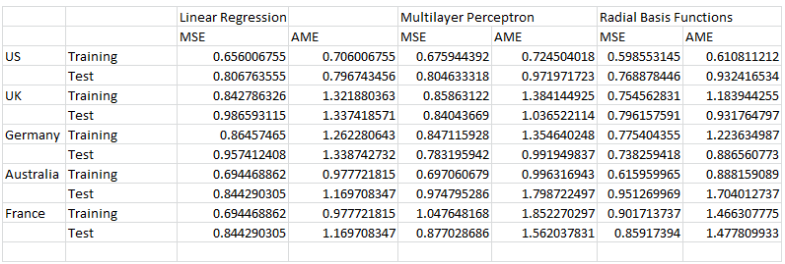 Linear Regression Multilayer Perceptron Radial Basis Functions
MSE AME MSE AME MSE AME
US Training 0.656006755 0.706006755 0.675944392 0.724504018 0.598553145 0.610811212
Test 0.806763555 0.796743456 0.804633318 0.971971723 0.768878446 0.932416534
UK Training 0.842786326 1.321880363 0.85863122 1.384144925 0.754562831 1.183944255
Test 0.986593115 1.337418571 0.84043669 1.036522114 0.796157591 0.931764797
Germany Training 0.86457465 1.262280643 0.847115928 1.354640248 0.775404355 1.223634987
Test 0.957412408 1.338742732 0.783195942 0.991949837 0.738259418 0.886560773
Australia Training 0.694468862 0.977721815 0.697060679 0.996316943 0.615959965 0.888159089
Test 0.844290305 1.169708347 0.974795286 1.798722497 0.951269969 1.704012737
France Training 0.694468862 0.977721815 1.047648168 1.852270297 0.901713737 1.466307775
Test 0.844290305 1.169708347 0.877028686 1.562037831 0.85917394 1.477809933